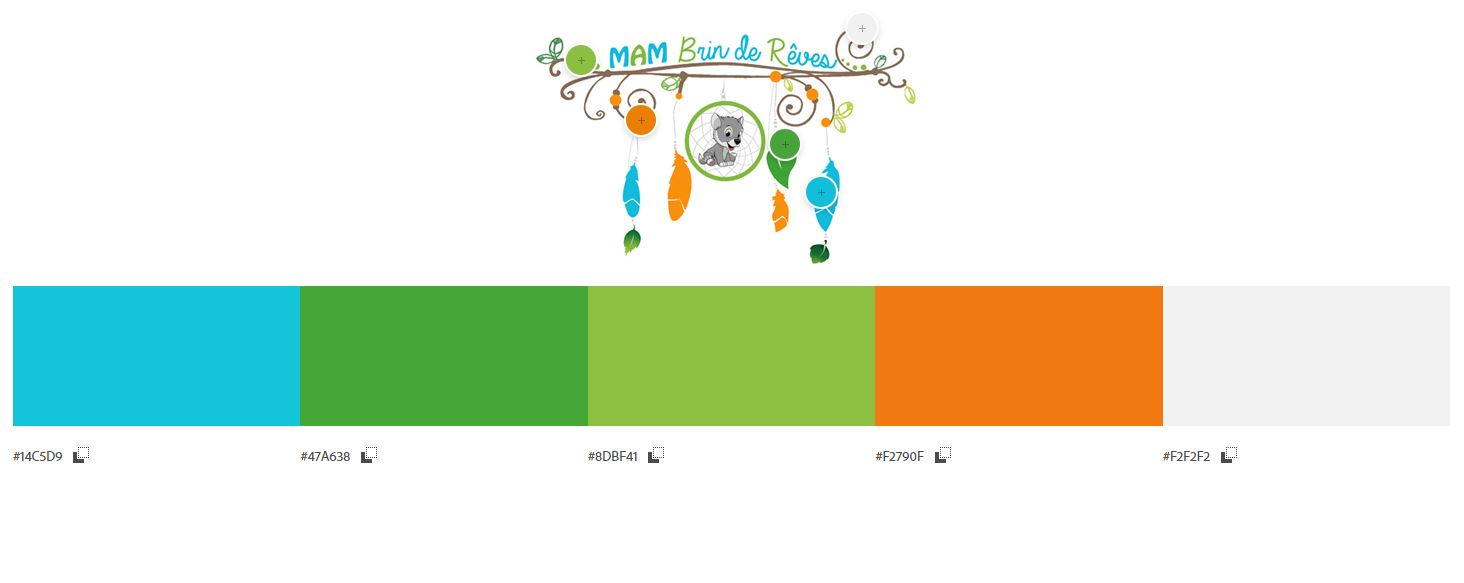 MAM Brin de Rêves
#14C5D9
#47A638
#8DBF41
#F2790F
#F2F2F2